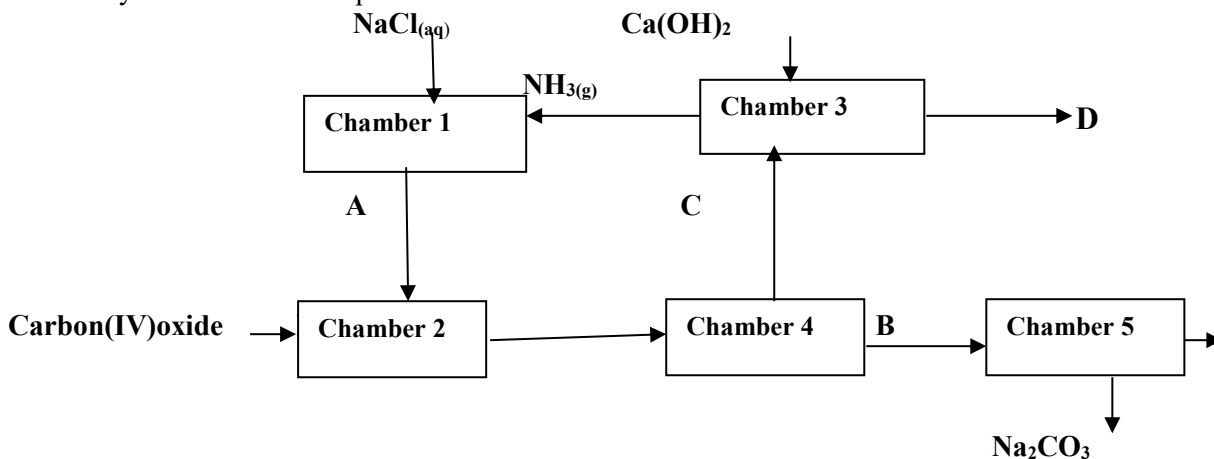 NaCl(aq)
Ca(OH)₂
NH₃(g)
Chamber 1
Chamber 3
D
A
C
Carbon(IV)oxide
Chamber 2
Chamber 4
B
Chamber 5
Na₂CO₃